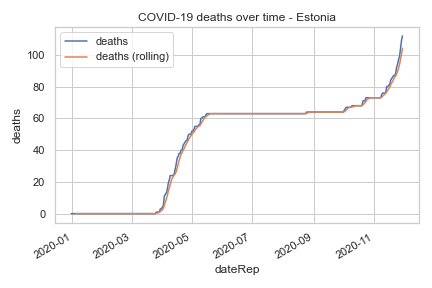 COVID-19 deaths over time - Estonia
deaths
deaths (rolling)
100
80
60
40
20
0
deaths
2020-01
2020-03
2020-05
2020-07
2020-09
2020-11
dateRep